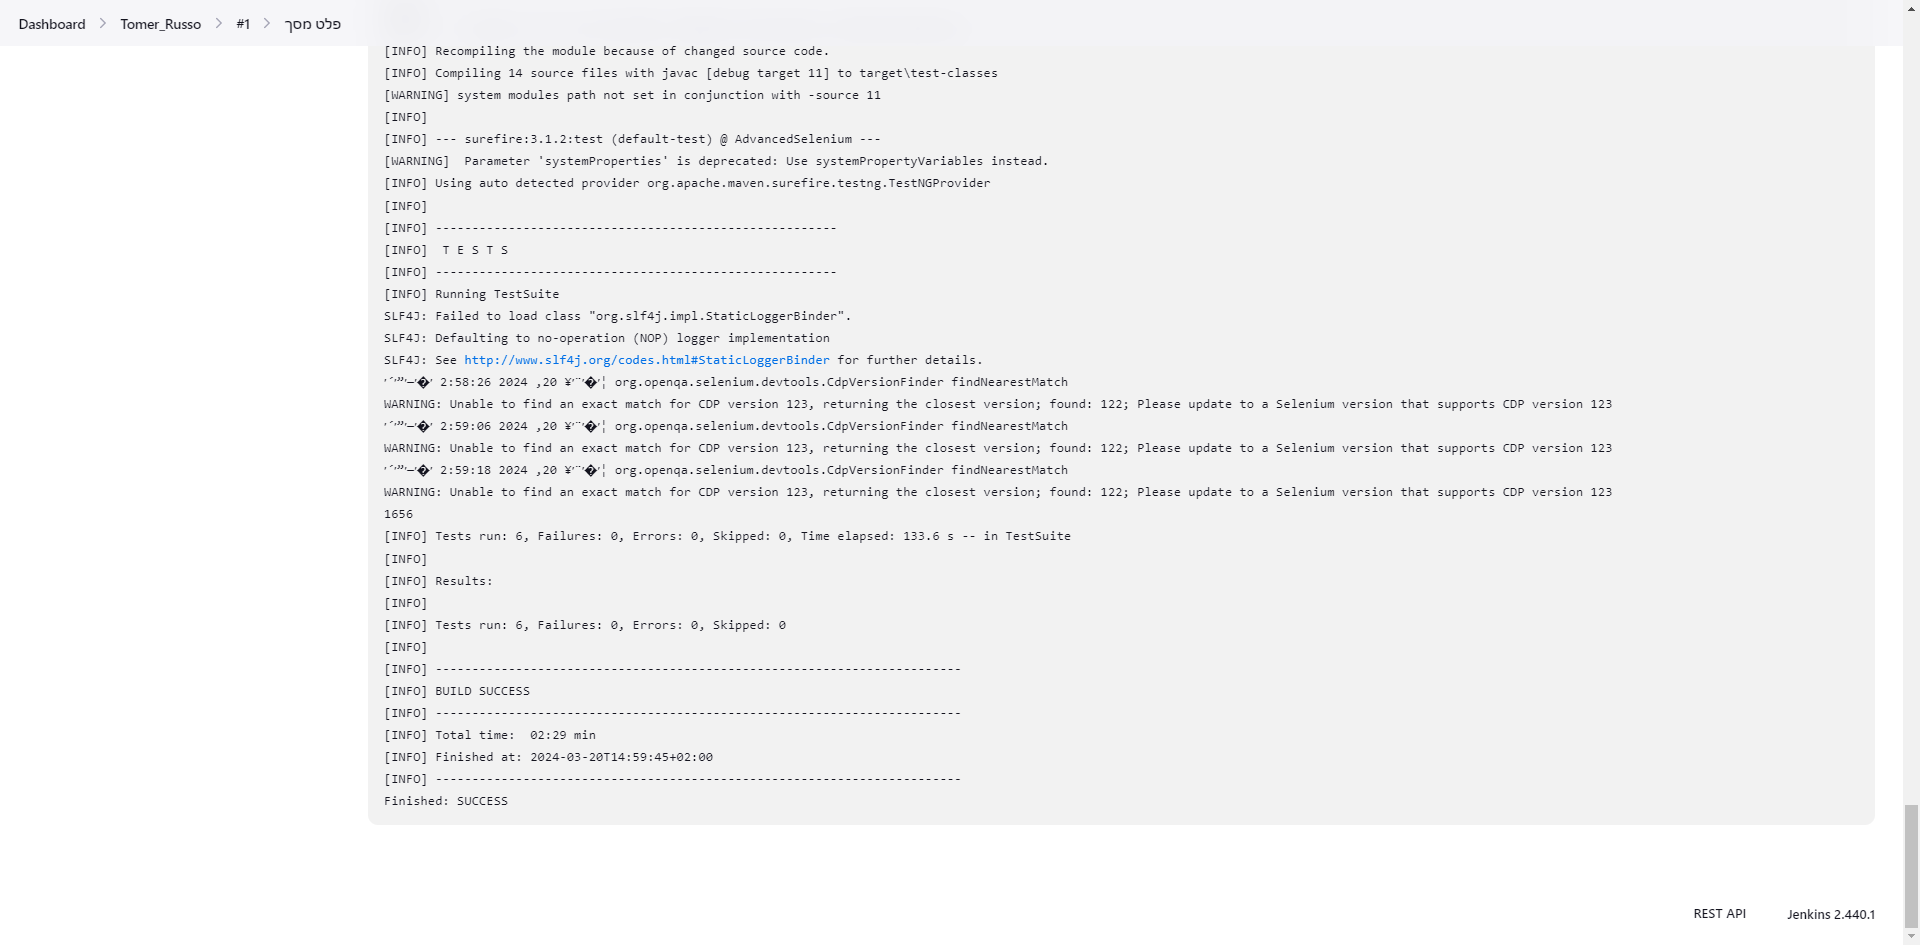 Dashboard > Tomer_Russo > #1 > פלט מסך
[INFO] Recompiling the module because of changed source code.
[INFO] Compiling 14 source files with javac [debug target 11] to target\test-classes
[WARNING] system modules path not set in conjunction with -source 11
[INFO]
[INFO] --- surefire:3.1.2:test (default-test) @ AdvancedSelenium ---
[WARNING]  Parameter 'systemProperties' is deprecated: Use systemPropertyVariables instead.
[INFO] Using auto detected provider org.apache.maven.surefire.testng.TestNGProvider
[INFO]
[INFO] -------------------------------------------------------
[INFO]  T E S T S
[INFO] -------------------------------------------------------
[INFO] Running TestSuite
SLF4J: Failed to load class "org.slf4j.impl.StaticLoggerBinder".
SLF4J: Defaulting to no-operation (NOP) logger implementation
SLF4J: See http://www.slf4j.org/codes.html#StaticLoggerBinder for further details.
2:58:26 2024 ,20 org.openqa.selenium.devtools.CdpVersionFinder findNearestMatch
WARNING: Unable to find an exact match for CDP version 123, returning the closest version; found: 122; Please update to a Selenium version that supports CDP version 123
2:59:06 2024 ,20 org.openqa.selenium.devtools.CdpVersionFinder findNearestMatch
WARNING: Unable to find an exact match for CDP version 123, returning the closest version; found: 122; Please update to a Selenium version that supports CDP version 123
2:59:18 2024 ,20 org.openqa.selenium.devtools.CdpVersionFinder findNearestMatch
WARNING: Unable to find an exact match for CDP version 123, returning the closest version; found: 122; Please update to a Selenium version that supports CDP version 123
1656
[INFO] Tests run: 6, Failures: 0, Errors: 0, Skipped: 0, Time elapsed: 133.6 s -- in TestSuite
[INFO]
[INFO] Results:
[INFO]
[INFO] Tests run: 6, Failures: 0, Errors: 0, Skipped: 0
[INFO]
[INFO] ------------------------------------------------------------------------
[INFO] BUILD SUCCESS
[INFO] ------------------------------------------------------------------------
[INFO] Total time:  02:29 min
[INFO] Finished at: 2024-03-20T14:59:45+02:00
[INFO] ------------------------------------------------------------------------
Finished: SUCCESS
REST API
Jenkins 2.440.1